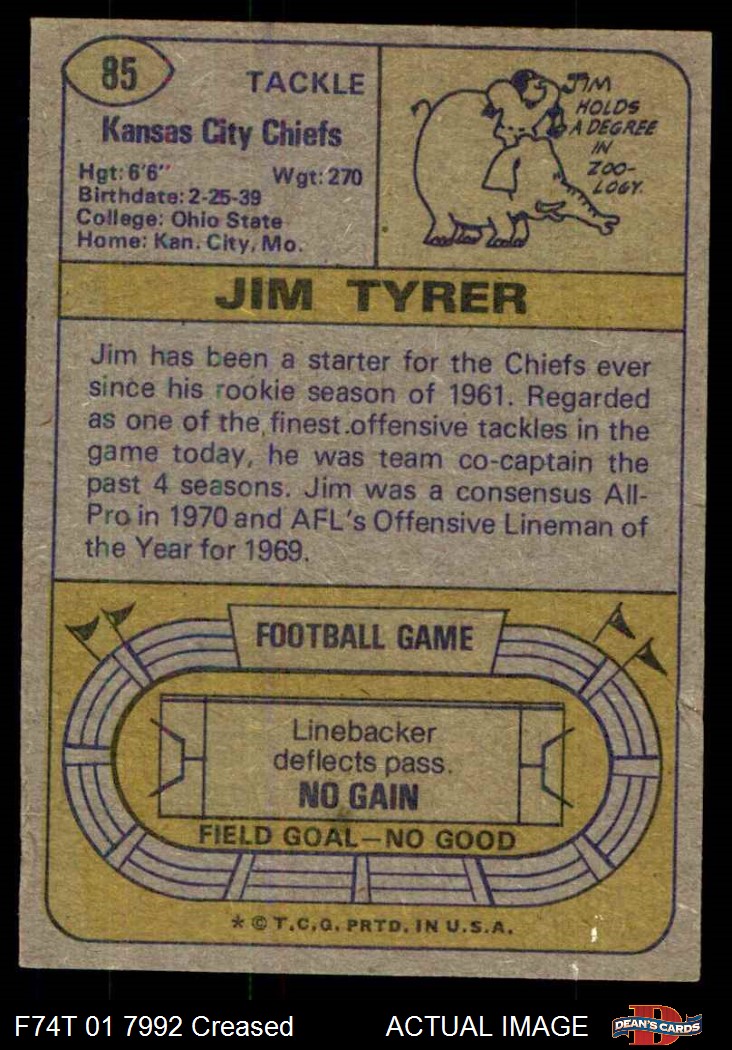 85
TACKLE
Kansas City Chiefs
Hgt: 6'6" Wgt: 270
Birthdate: 2-25-39
College: Ohio State
Home: Kan. City, Mo.
JIM
HOLDS
A DEGREE
IN
ZOO-
LOGY.
JIM TYRER
Jim has been a starter for the Chiefs ever
since his rookie season of 1961. Regarded
as one of the finest offensive tackles in the
game today, he was team co-captain the
past 4 seasons. Jim was a consensus All-
Pro in 1970 and AFL's Offensive Lineman of
the Year for 1969.
FOOTBALL GAME
Linebacker
deflects pass.
NO GAIN
FIELD GOAL—NO GOOD
* © T.C.G. PRTD. IN U.S.A.
F74T 01 7992 Creased ACTUAL IMAGE
D
DEAN'S CARDS